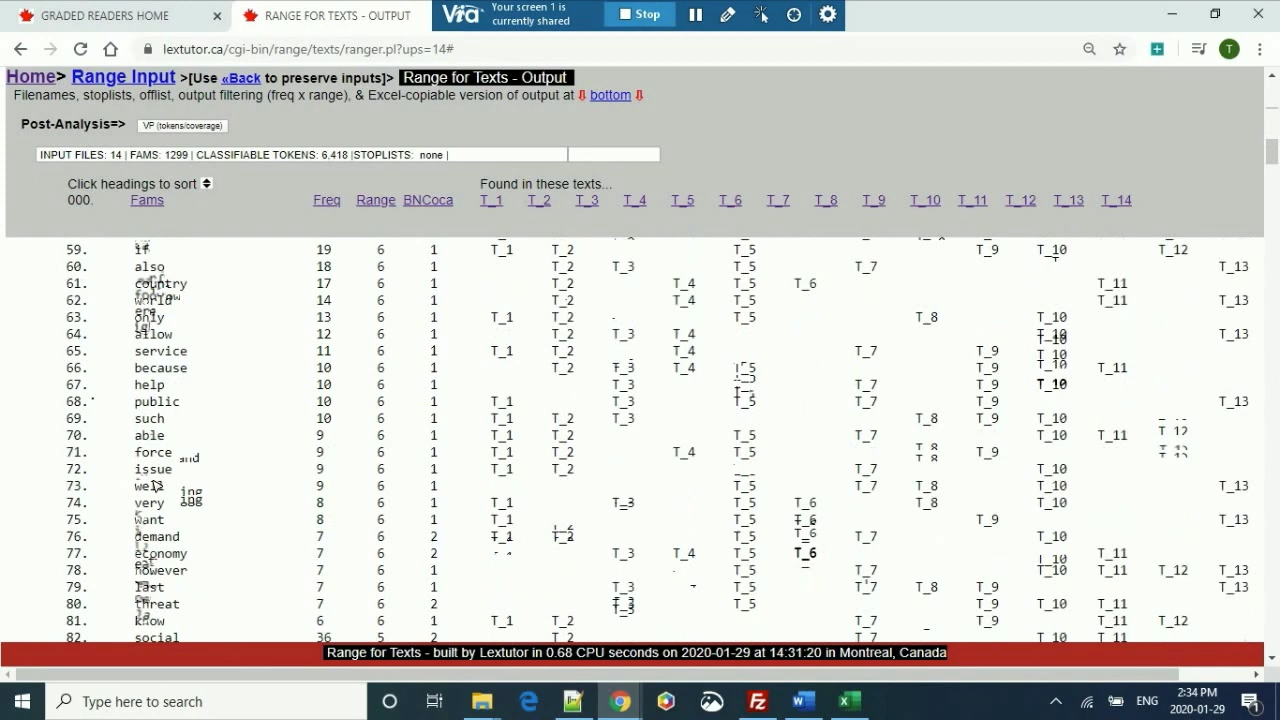 GRADED READERS HOME
RANGE FOR TEXTS - OUTPUT
Via
Your screen 1 is currently shared
Stop
lextutor.ca/cgi-bin/range/texts/ranger.pl?ups=14#
T
Home> Range Input >[Use «Back to preserve inputs]> Range for Texts - Output
Filenames, stoplists, offlist, output filtering (freq x range), & Excel-copiable version of output at ⇩ bottom ⇩
Post-Analysis=> VP (tokens/coverage)
INPUT FILES: 14 | FAMS: 1299 | CLASSIFIABLE TOKENS: 6,418 |STOPLISTS: none |
Click headings to sort Found in these texts...
000. Fams Freq Range BNCoca T_1 T_2 T_3 T_4 T_5 T_6 T_7 T_8 T_9 T_10 T_11 T_12 T_13 T_14
59. if 19 6 1 T_1 T_2 T_5 T_9 T_10 T_12
60. also 18 6 1 T_2 T_3 T_5 T_7 T_13
61. country 17 6 1 T_2 T_4 T_5 T_6 T_11
62. world 14 6 1 T_2 T_4 T_5 T_11 T_13
63. only 13 6 1 T_1 T_2 T_5 T_8 T_10
64. allow 12 6 1 T_2 T_3 T_4 T_10 T_13
65. service 11 6 1 T_1 T_2 T_4 T_7 T_9 T_10
66. because 10 6 1 T_2 T_3 T_4 T_5 T_9 T_10 T_11
67. help 10 6 1 T_3 T_7 T_9 T_10
68. public 10 6 1 T_1 T_3 T_5 T_7 T_9 T_13
69. such 10 6 1 T_1 T_2 T_3 T_8 T_9 T_10
70. able 9 6 1 T_1 T_2 T_5 T_7 T_10 T_11 T_12
71. force 9 6 1 T_1 T_2 T_4 T_5 T_8 T_9
72. issue 9 6 1 T_1 T_2 T_7 T_10
73. 9 6 1 T_5 T_7 T_8 T_10 T_13
74. very 8 6 1 T_1 T_3 T_5 T_6 T_8 T_10
75. want 8 6 1 T_1 T_5 T_6 T_9 T_13
76. demand 7 6 2 T_1 T_2 T_5 T_6 T_7 T_10
77. economy 7 6 2 T_3 T_4 T_5 T_6 T_11
78. however 7 6 1 T_5 T_7 T_10 T_11 T_12 T_13
79. last 7 6 1 T_3 T_5 T_7 T_8 T_9 T_13
80. threat 7 6 2 T_3 T_5 T_9 T_10 T_11
81. know 6 6 1 T_1 T_2 T_7 T_9 T_11 T_12
82. social 36 5 2 T_2 T_7 T_10 T_11
Range for Texts - built by Lextutor in 0.68 CPU seconds on 2020-01-29 at 14:31:20 in Montreal, Canada
Type here to search
ENG
2:34 PM
2020-01-29